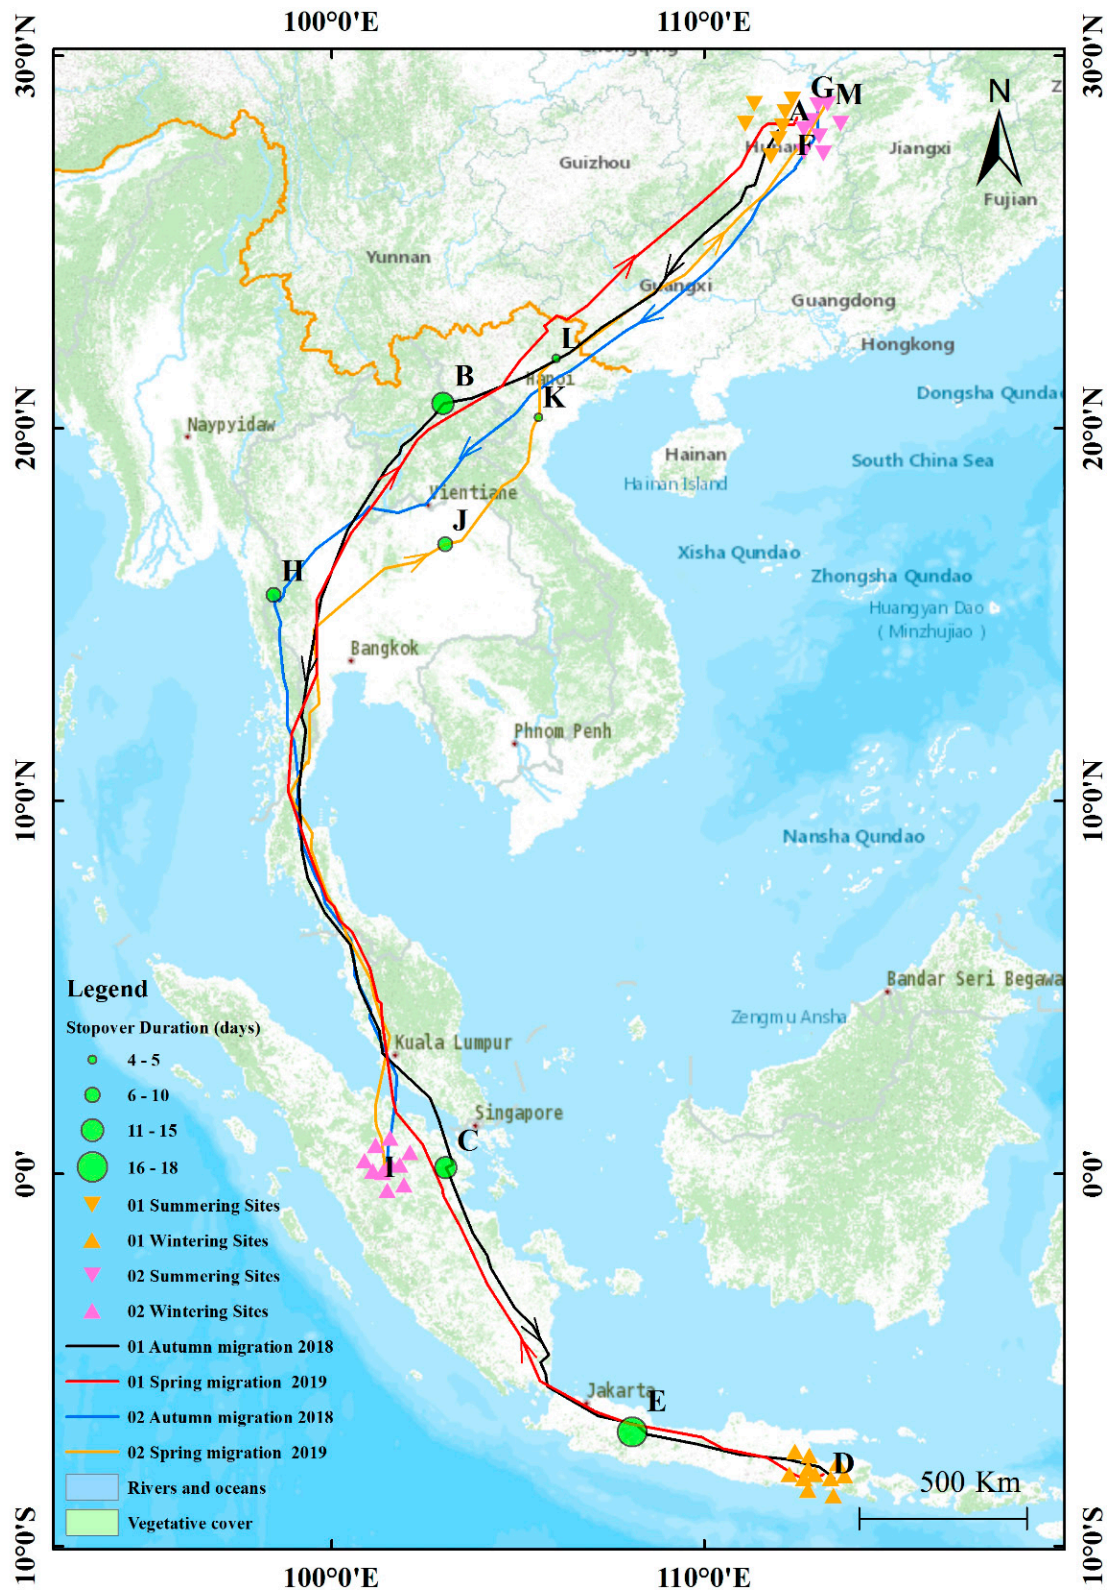 100°0'E 110°0'E
30°0'N
30°0'N
Chongqing
N
G M
A
F
Hunan
Guizhou
Jiangxi
Fujian
Yunnan
Guangxi
Guangdong
Hongkong
L
Hanoi
B
K
Dongsha Qundao
20°0'N
20°0'N
Naypyidaw
Hainan
South China Sea
Hainan Island
Vientiane
J
Xisha Qundao
H
Zhongsha Qundao
Huangyan Dao
( Minzhujiao )
Bangkok
Phnom Penh
10°0'N
10°0'N
Nansha Qundao
Bandar Seri Begawa
Zengmu Ansha
Kuala Lumpur
Singapore
C
I
0°0'
0°0'
Jakarta
E
D
500 Km
Legend
Stopover Duration (days)
4 - 5
6 - 10
11 - 15
16 - 18
01 Summering Sites
01 Wintering Sites
02 Summering Sites
02 Wintering Sites
01 Autumn migration 2018
01 Spring migration 2019
02 Autumn migration 2018
02 Spring migration 2019
Rivers and oceans
Vegetative cover
10°0'S
10°0'S
100°0'E 110°0'E